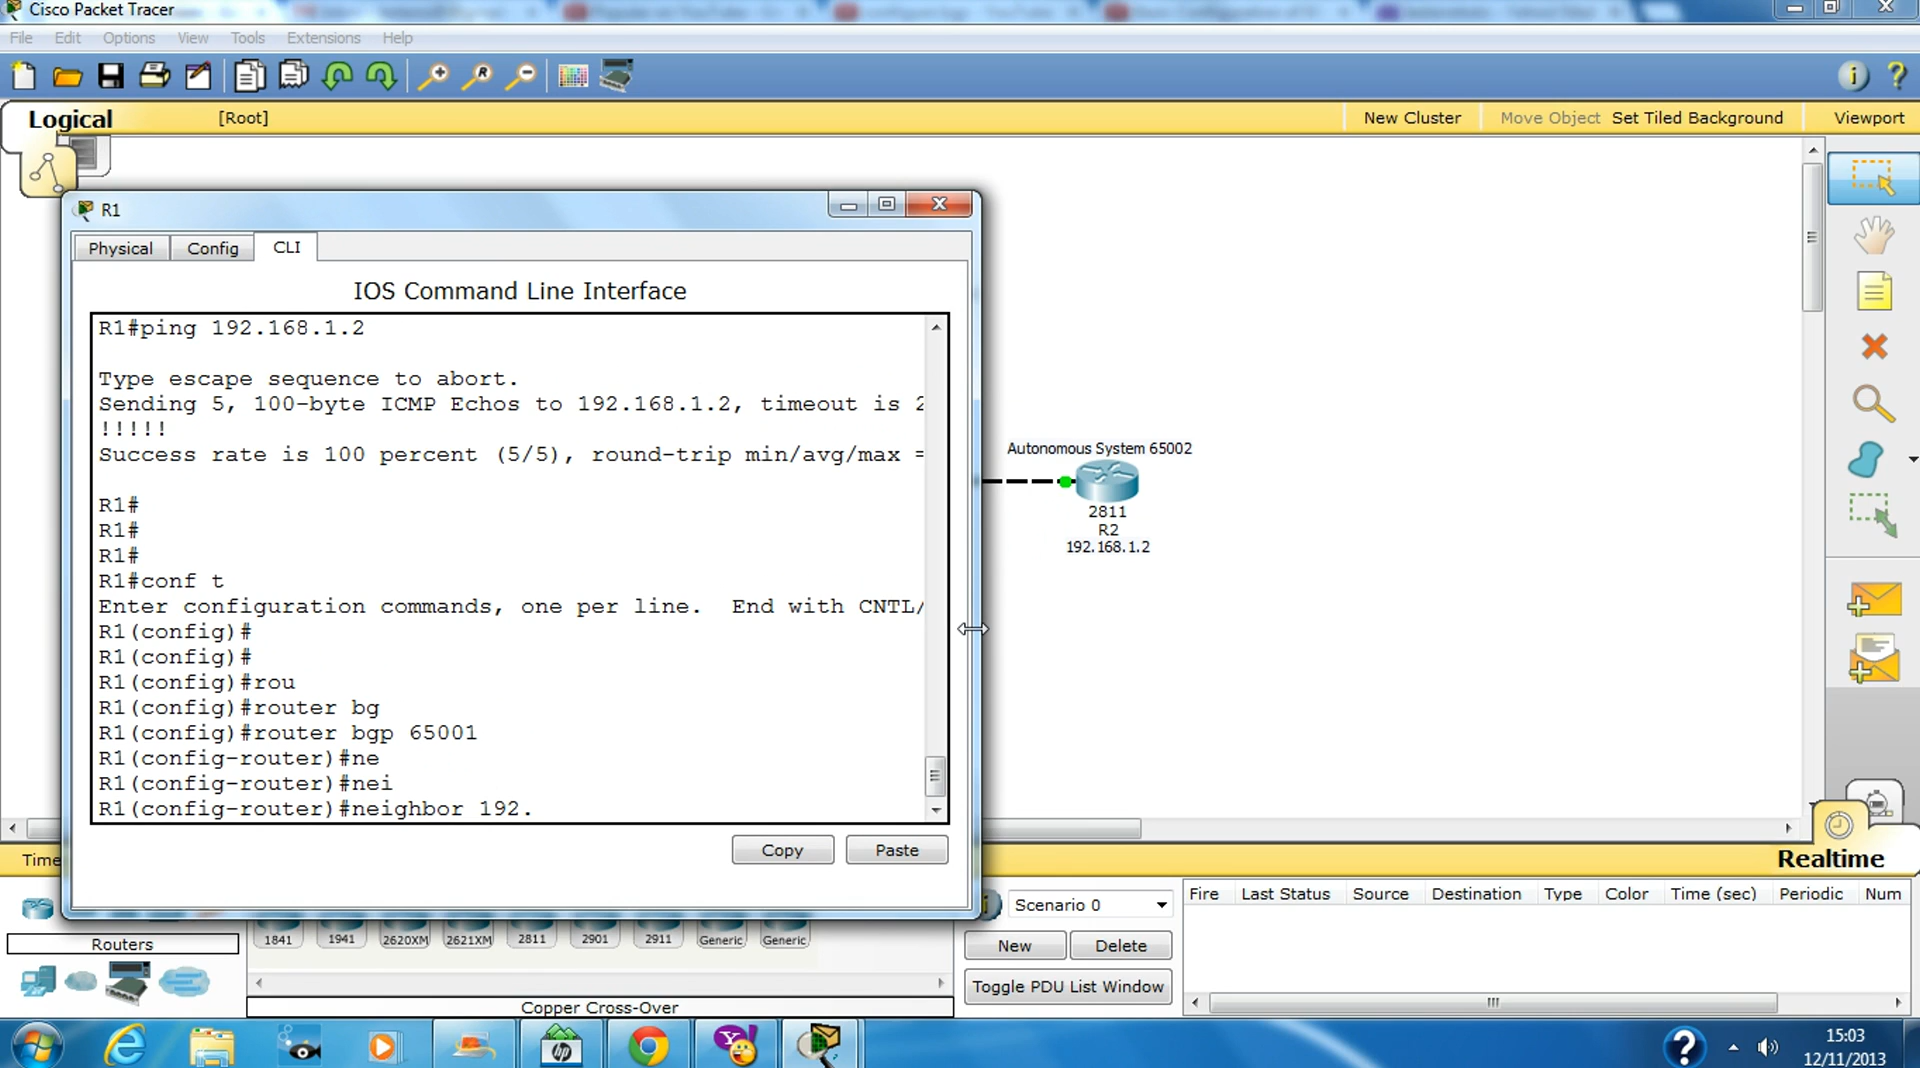 Cisco Packet Tracer
File Edit Options View Tools Extensions Help
Logical [Root] New Cluster Move Object Set Tiled Background Viewport
R1
Physical Config CLI
IOS Command Line Interface
R1#ping 192.168.1.2
Type escape sequence to abort.
Sending 5, 100-byte ICMP Echos to 192.168.1.2, timeout is 2
!!!!!
Success rate is 100 percent (5/5), round-trip min/avg/max =
R1#
R1#
R1#
R1#conf t
Enter configuration commands, one per line.  End with CNTL/
R1(config)#
R1(config)#
R1(config)#rou
R1(config)#router bg
R1(config)#router bgp 65001
R1(config-router)#ne
R1(config-router)#nei
R1(config-router)#neighbor 192.
Copy Paste
Autonomous System 65002
2811
R2
192.168.1.2
Time
Realtime
Scenario 0
Fire Last Status Source Destination Type Color Time (sec) Periodic Num
New Delete
Toggle PDU List Window
Routers
1841 1941 2620XM 2621XM 2811 2901 2911 Generic Generic
Copper Cross-Over
15:03
12/11/2013